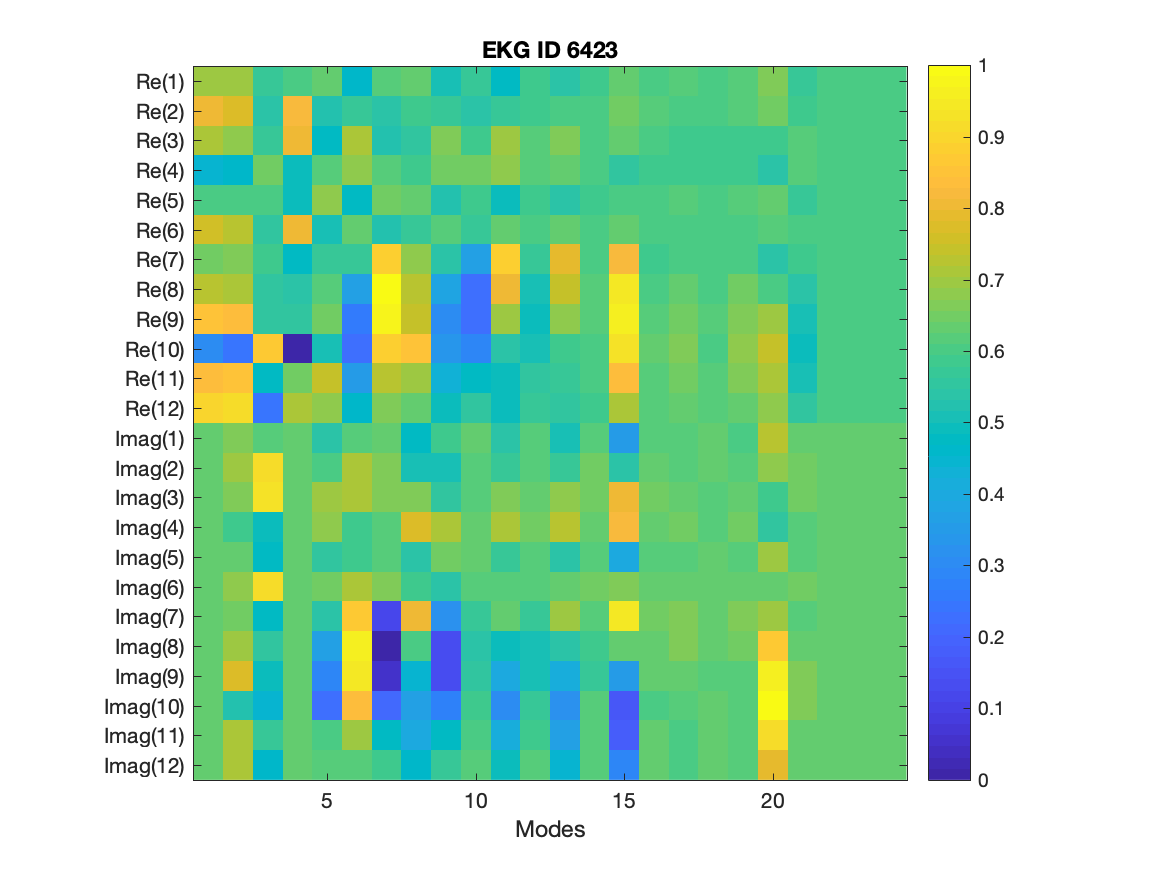 EKG ID 6423
Re(1)
Re(2)
Re(3)
Re(4)
Re(5)
Re(6)
Re(7)
Re(8)
Re(9)
Re(10)
Re(11)
Re(12)
Imag(1)
Imag(2)
Imag(3)
Imag(4)
Imag(5)
Imag(6)
Imag(7)
Imag(8)
Imag(9)
Imag(10)
Imag(11)
Imag(12)
5 10 15 20
Modes
1
0.9
0.8
0.7
0.6
0.5
0.4
0.3
0.2
0.1
0